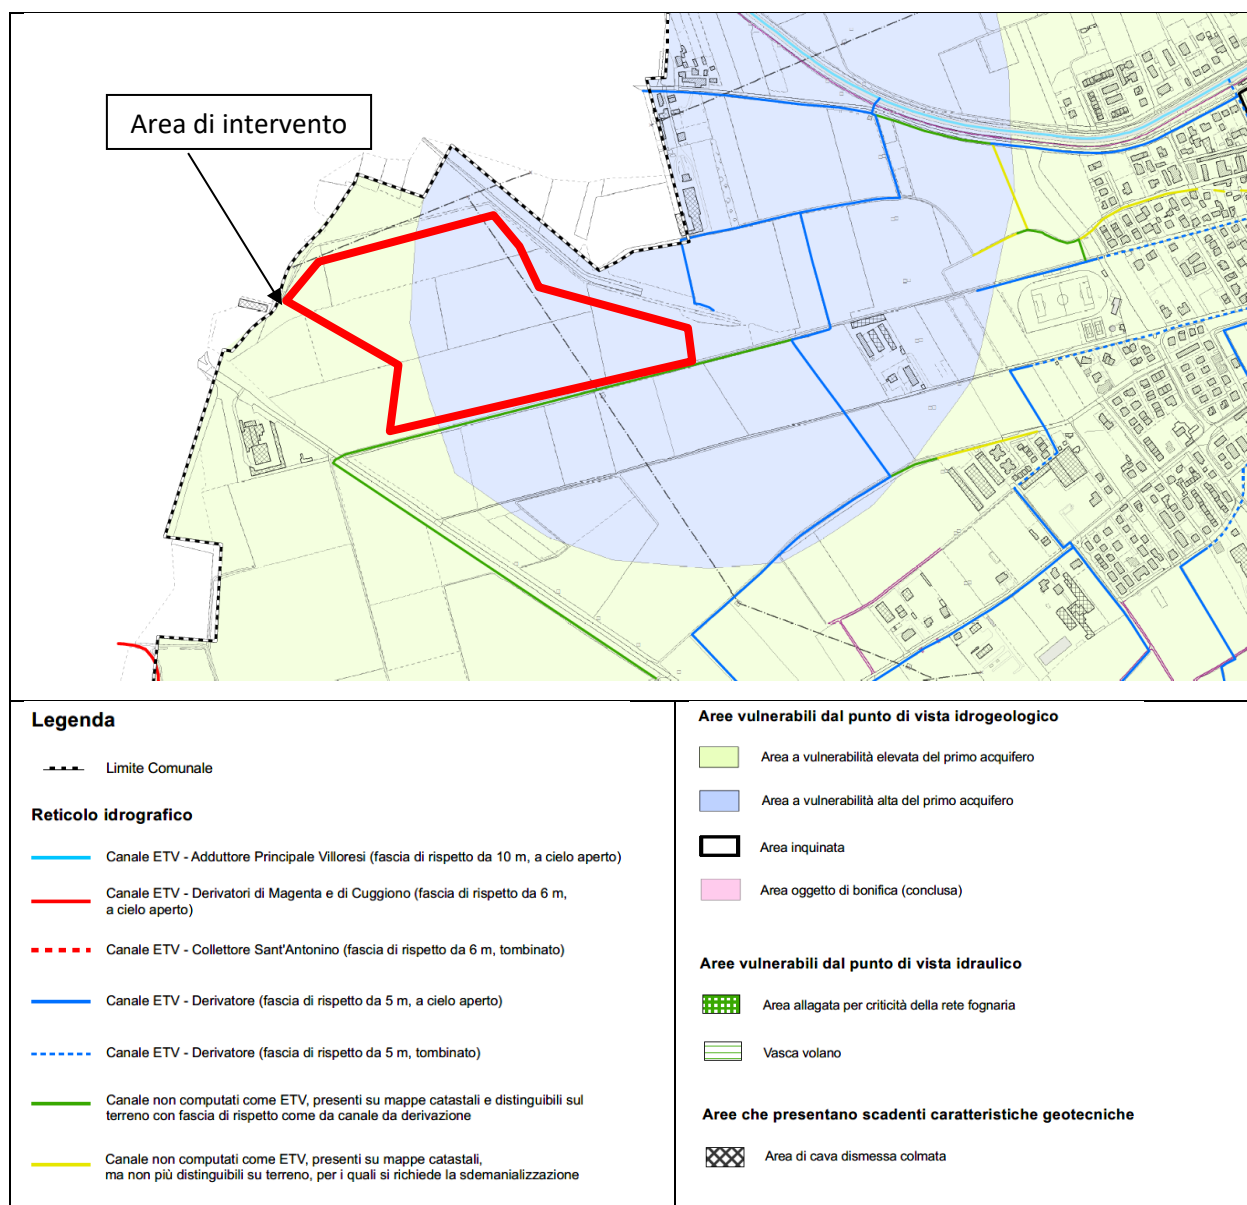 Area di intervento
Legenda
Limite Comunale
Reticolo idrografico
Canale ETV - Adduttore Principale Villoresi (fascia di rispetto da 10 m, a cielo aperto)
Canale ETV - Derivatori di Magenta e di Cuggiono (fascia di rispetto da 6 m,
a cielo aperto)
Canale ETV - Collettore Sant'Antonino (fascia di rispetto da 6 m, tombinato)
Canale ETV - Derivatore (fascia di rispetto da 5 m, a cielo aperto)
Canale ETV - Derivatore (fascia di rispetto da 5 m, tombinato)
Canale non computati come ETV, presenti su mappe catastali e distinguibili sul
terreno con fascia di rispetto come da canale da derivazione
Canale non computati come ETV, presenti su mappe catastali,
ma non più distinguibili su terreno, per i quali si richiede la sdemanializzazione
Aree vulnerabili dal punto di vista idrogeologico
Area a vulnerabilità elevata del primo acquifero
Area a vulnerabilità alta del primo acquifero
Area inquinata
Area oggetto di bonifica (conclusa)
Aree vulnerabili dal punto di vista idraulico
Area allagata per criticità della rete fognaria
Vasca volano
Aree che presentano scadenti caratteristiche geotecniche
Area di cava dismessa colmata